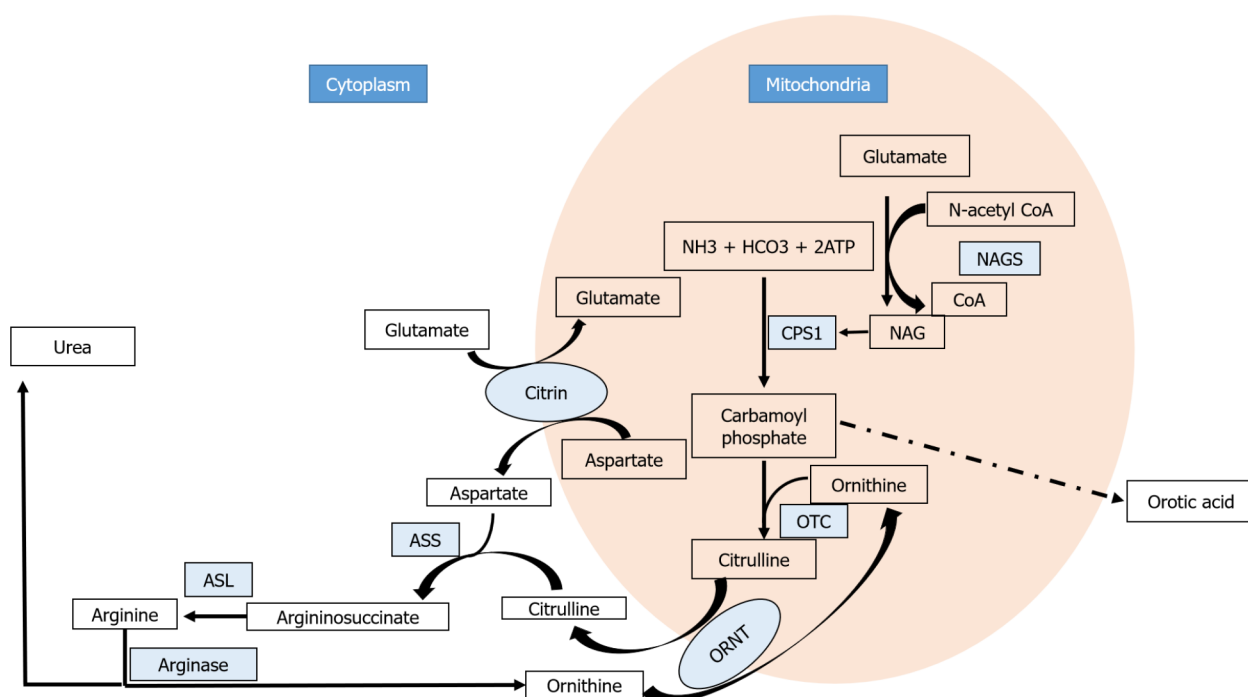 Cytoplasm
Mitochondria
Glutamate
N-acetyl CoA
NH3 + HCO3 + 2ATP
NAGS
Glutamate
CoA
Glutamate
CPS1
NAG
Urea
Citrin
Carbamoyl
phosphate
Aspartate
Ornithine
Aspartate
Orotic acid
OTC
ASS
Citrulline
ASL
Citrulline
Arginine
Argininosuccinate
ORNT
Arginase
Ornithine